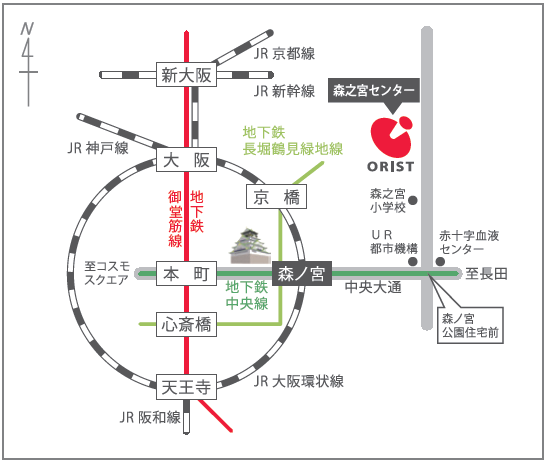 N
JR 京都線
新大阪
JR 新幹線
森之宮センター
ORIST
地下鉄
長堀鶴見緑地線
JR 神戸線
大 阪
京 橋
地下鉄
御堂筋線
森之宮
小学校
UR
都市機構
赤十字血液
センター
至コスモ
スクエア
本 町
森ノ宮
至長田
地下鉄
中央線
中央大通
心斎橋
森ノ宮
公園住宅前
天王寺
JR 大阪環状線
JR 阪和線